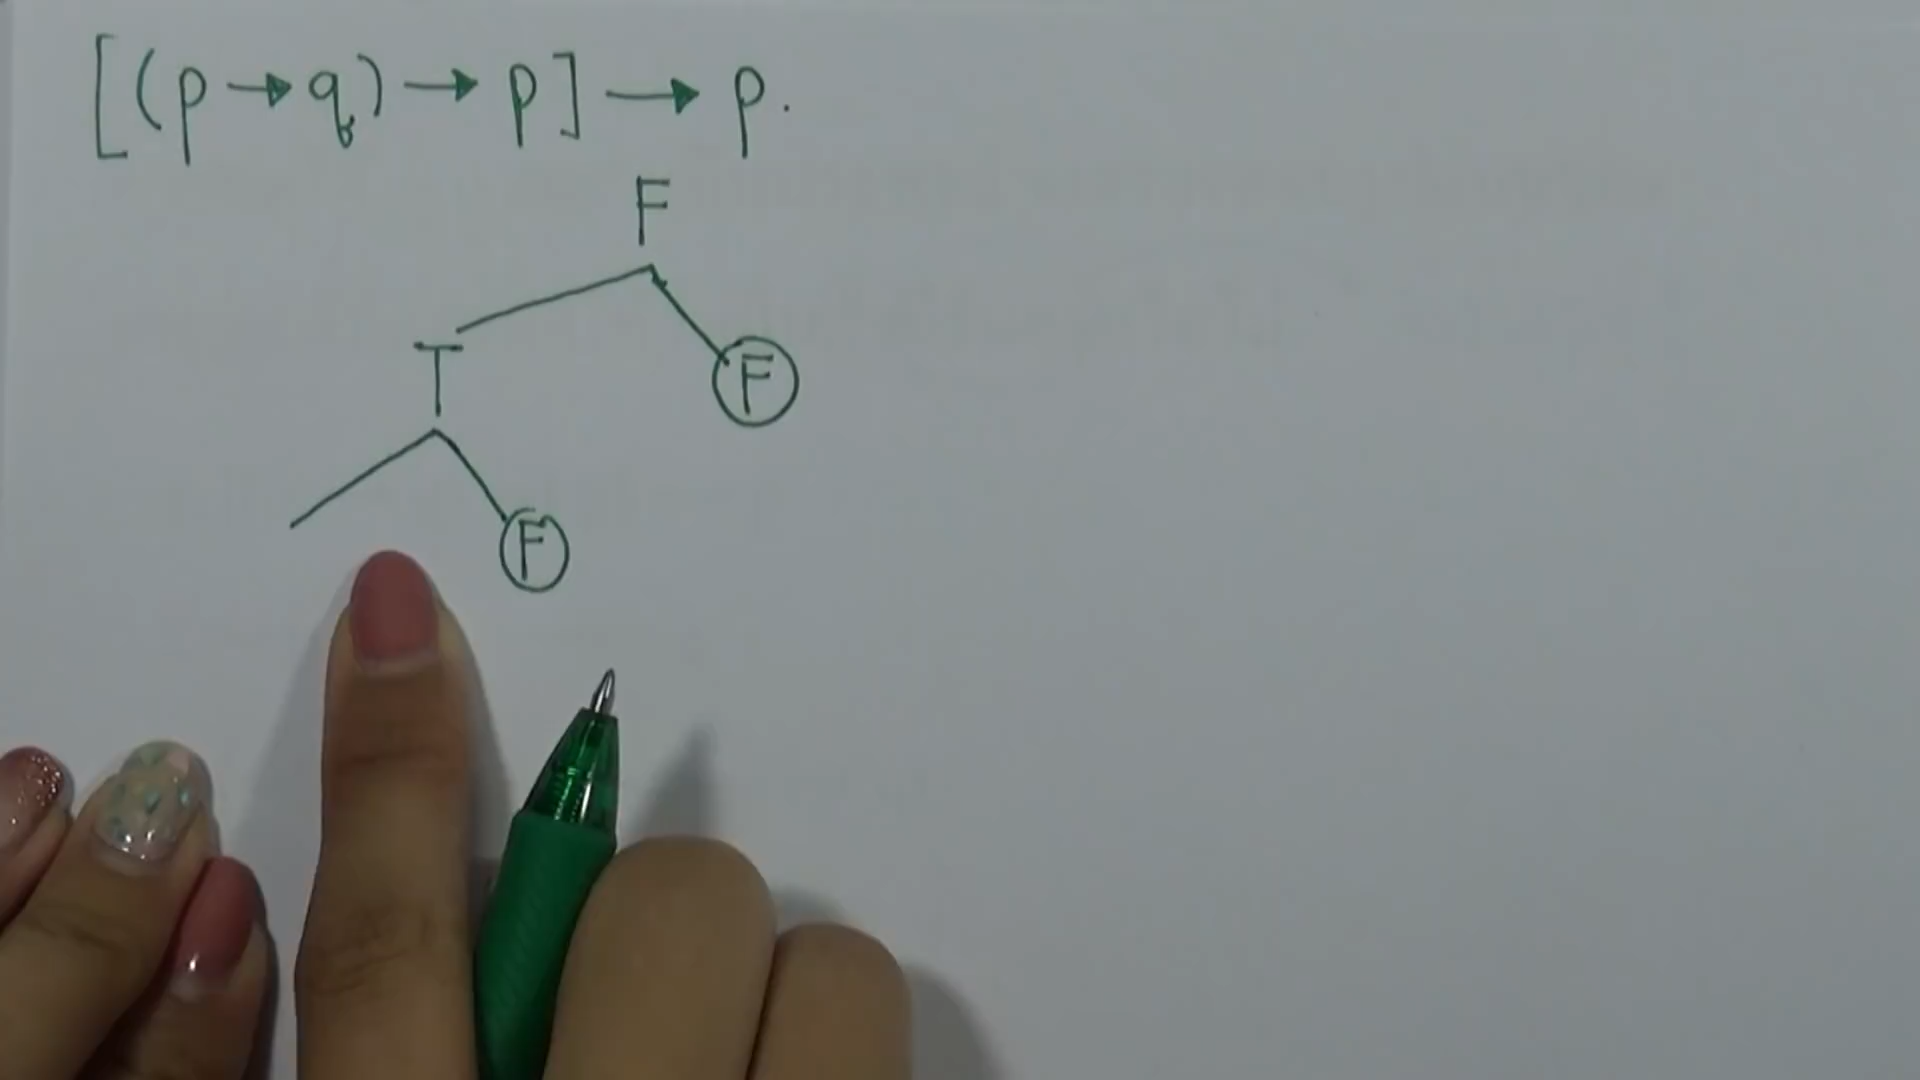 [(p → q) → p] → p.
F
T F
F